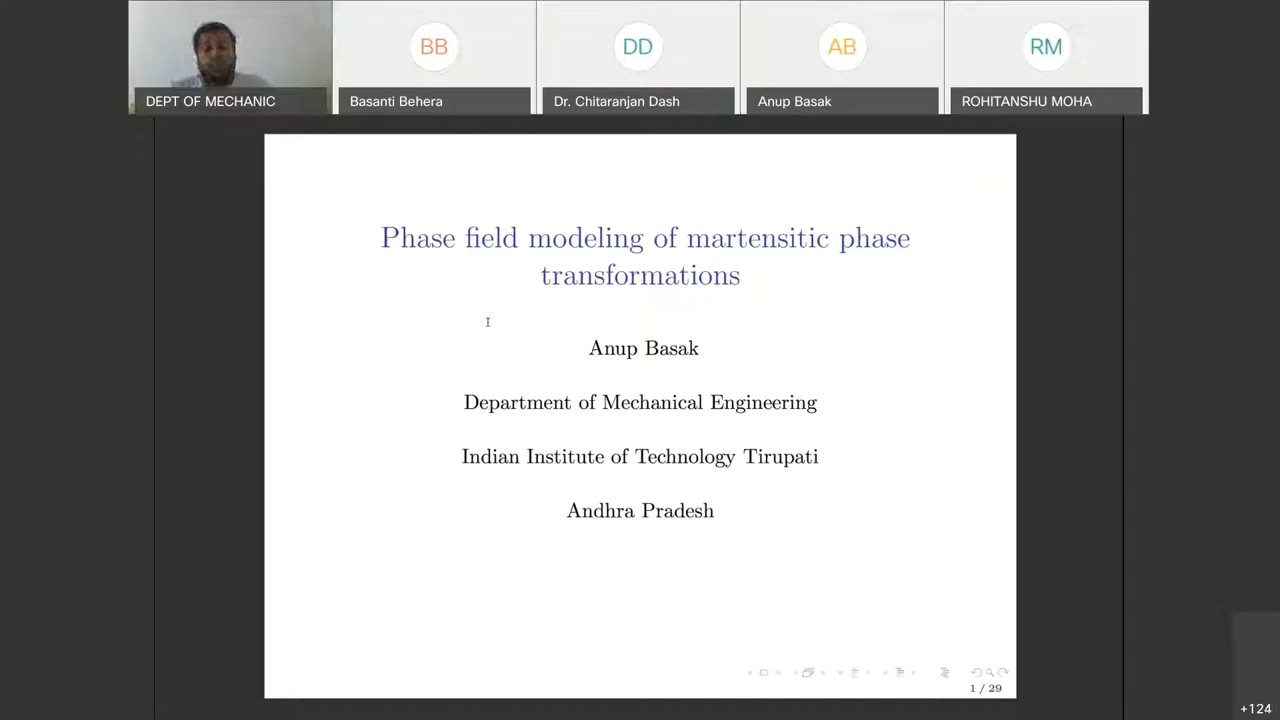 BB
DD
AB
RM
DEPT OF MECHANIC
Basanti Behera
Dr. Chitaranjan Dash
Anup Basak
ROHITANSHU MOHA
Phase field modeling of martensitic phase
transformations
Anup Basak
Department of Mechanical Engineering
Indian Institute of Technology Tirupati
Andhra Pradesh
1 / 29
+124